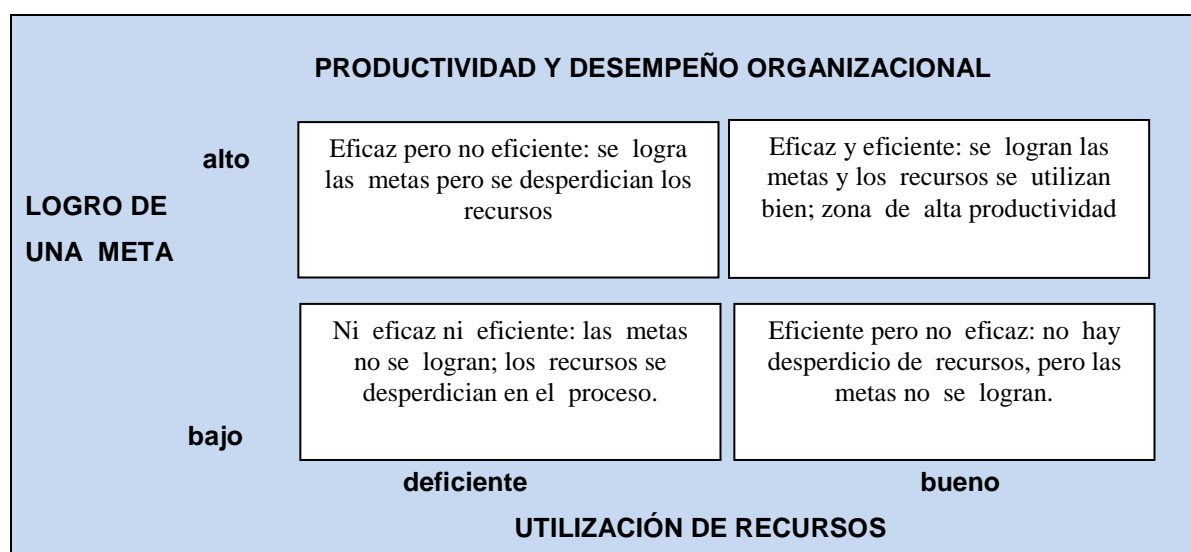 PRODUCTIVIDAD Y DESEMPEÑO ORGANIZACIONAL
alto
LOGRO DE
UNA META
Eficaz pero no eficiente: se logra
las metas pero se desperdician los
recursos
Eficaz y eficiente: se logran las
metas y los recursos se utilizan
bien; zona de alta productividad
Ni eficaz ni eficiente: las metas
no se logran; los recursos se
desperdician en el proceso.
Eficiente pero no eficaz: no hay
desperdicio de recursos, pero las
metas no se logran.
bajo
deficiente
bueno
UTILIZACIÓN DE RECURSOS